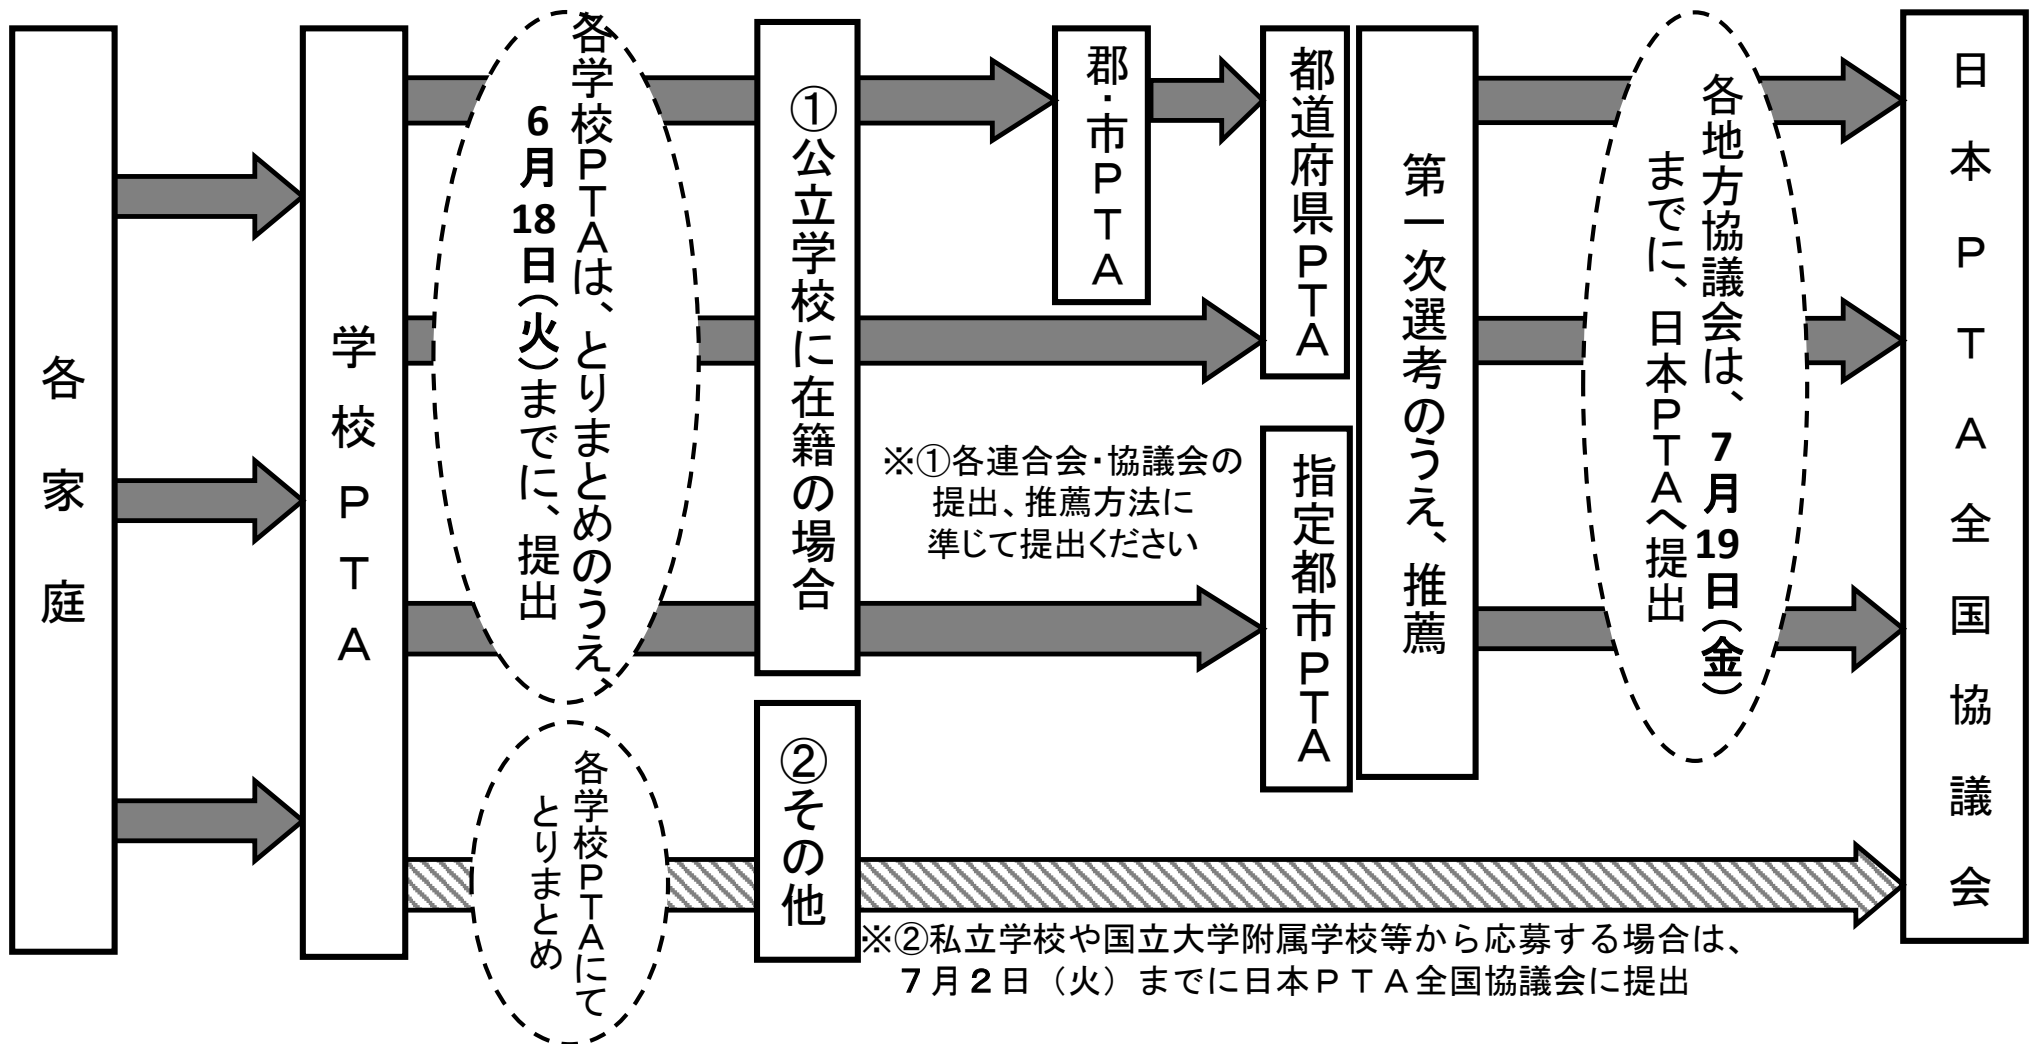 各家庭
学校ＰＴＡ
各学校ＰＴＡは、とりまとめのうえ、
6月18日（火）までに、提出
各学校ＰＴＡにて
とりまとめ
①公立学校に在籍の場合
②その他
郡・市ＰＴＡ
都道府県ＰＴＡ
※①各連合会・協議会の
提出、推薦方法に
準じて提出ください
指定都市ＰＴＡ
第一次選考のうえ、推薦
各地方協議会は、7月19日（金）
までに、日本ＰＴＡへ提出
※②私立学校や国立大学附属学校等から応募する場合は、
７月２日（火）までに日本ＰＴＡ全国協議会に提出
日本ＰＴＡ全国協議会